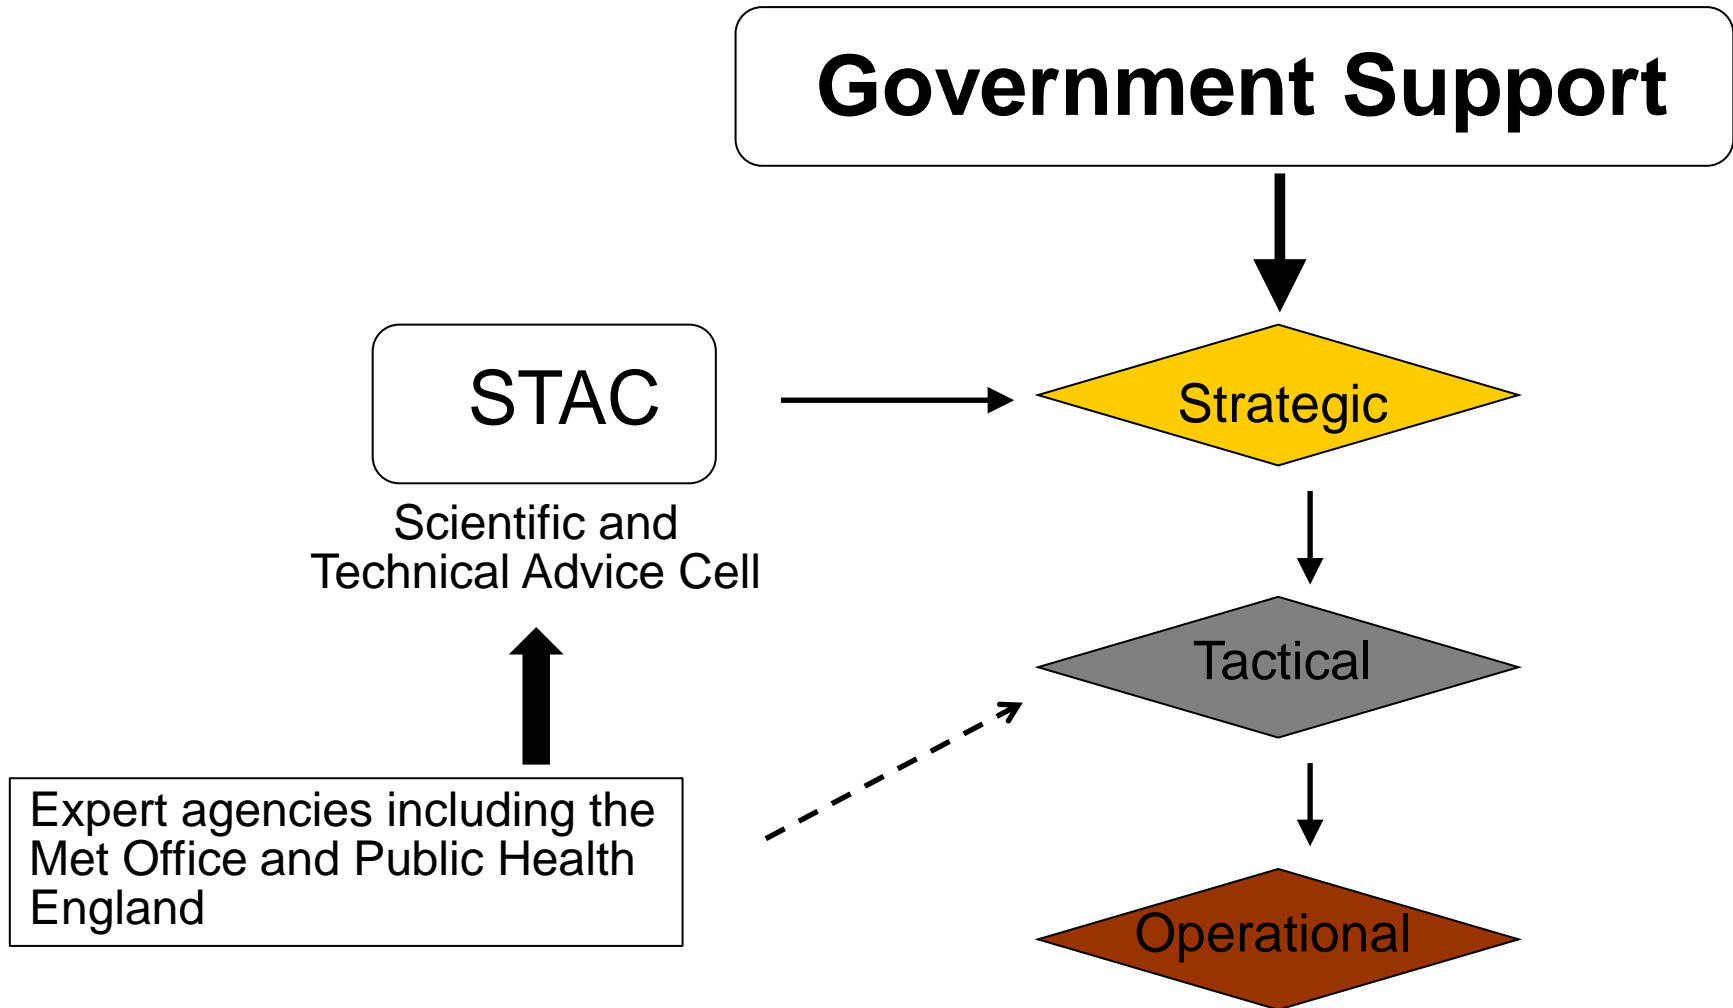 Government Support
STAC
Strategic
Scientific and
Technical Advice Cell
Tactical
Expert agencies including the
Met Office and Public Health
England
Operational